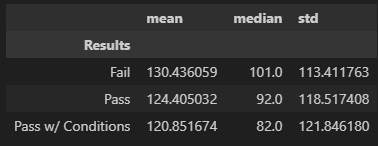 mean median std
Results
Fail 130.436059 101.0 113.411763
Pass 124.405032 92.0 118.517408
Pass w/ Conditions 120.851674 82.0 121.846180